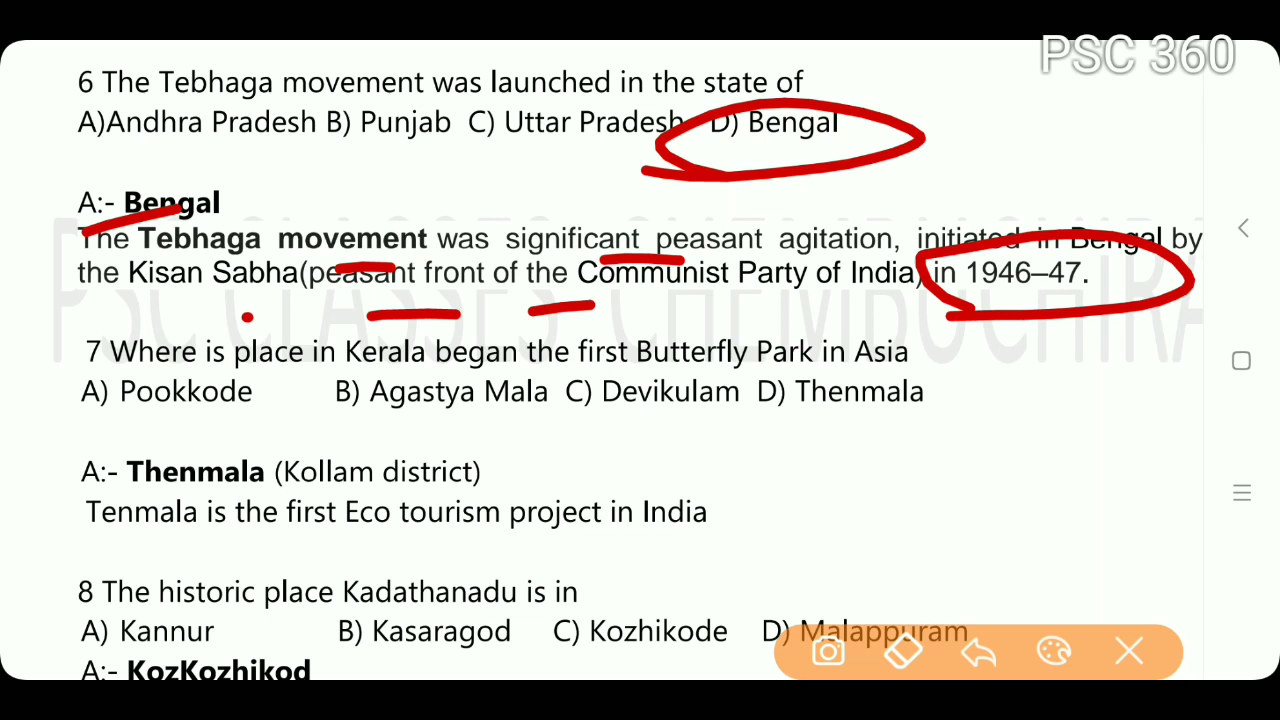 PSC 360
6 The Tebhaga movement was launched in the state of
A)Andhra Pradesh B) Punjab C) Uttar Pradesh D) Bengal
A:- Bengal
The Tebhaga movement was significant peasant agitation, initiated in Bengal by
the Kisan Sabha(peasant front of the Communist Party of India) in 1946–47.
PSC CLASSES CHEMBUCHIRA
7 Where is place in Kerala began the first Butterfly Park in Asia
A) Pookkode B) Agastya Mala C) Devikulam D) Thenmala
A:- Thenmala (Kollam district)
Tenmala is the first Eco tourism project in India
8 The historic place Kadathanadu is in
A) Kannur B) Kasaragod C) Kozhikode D) Malappuram
A:- KozKozhikod